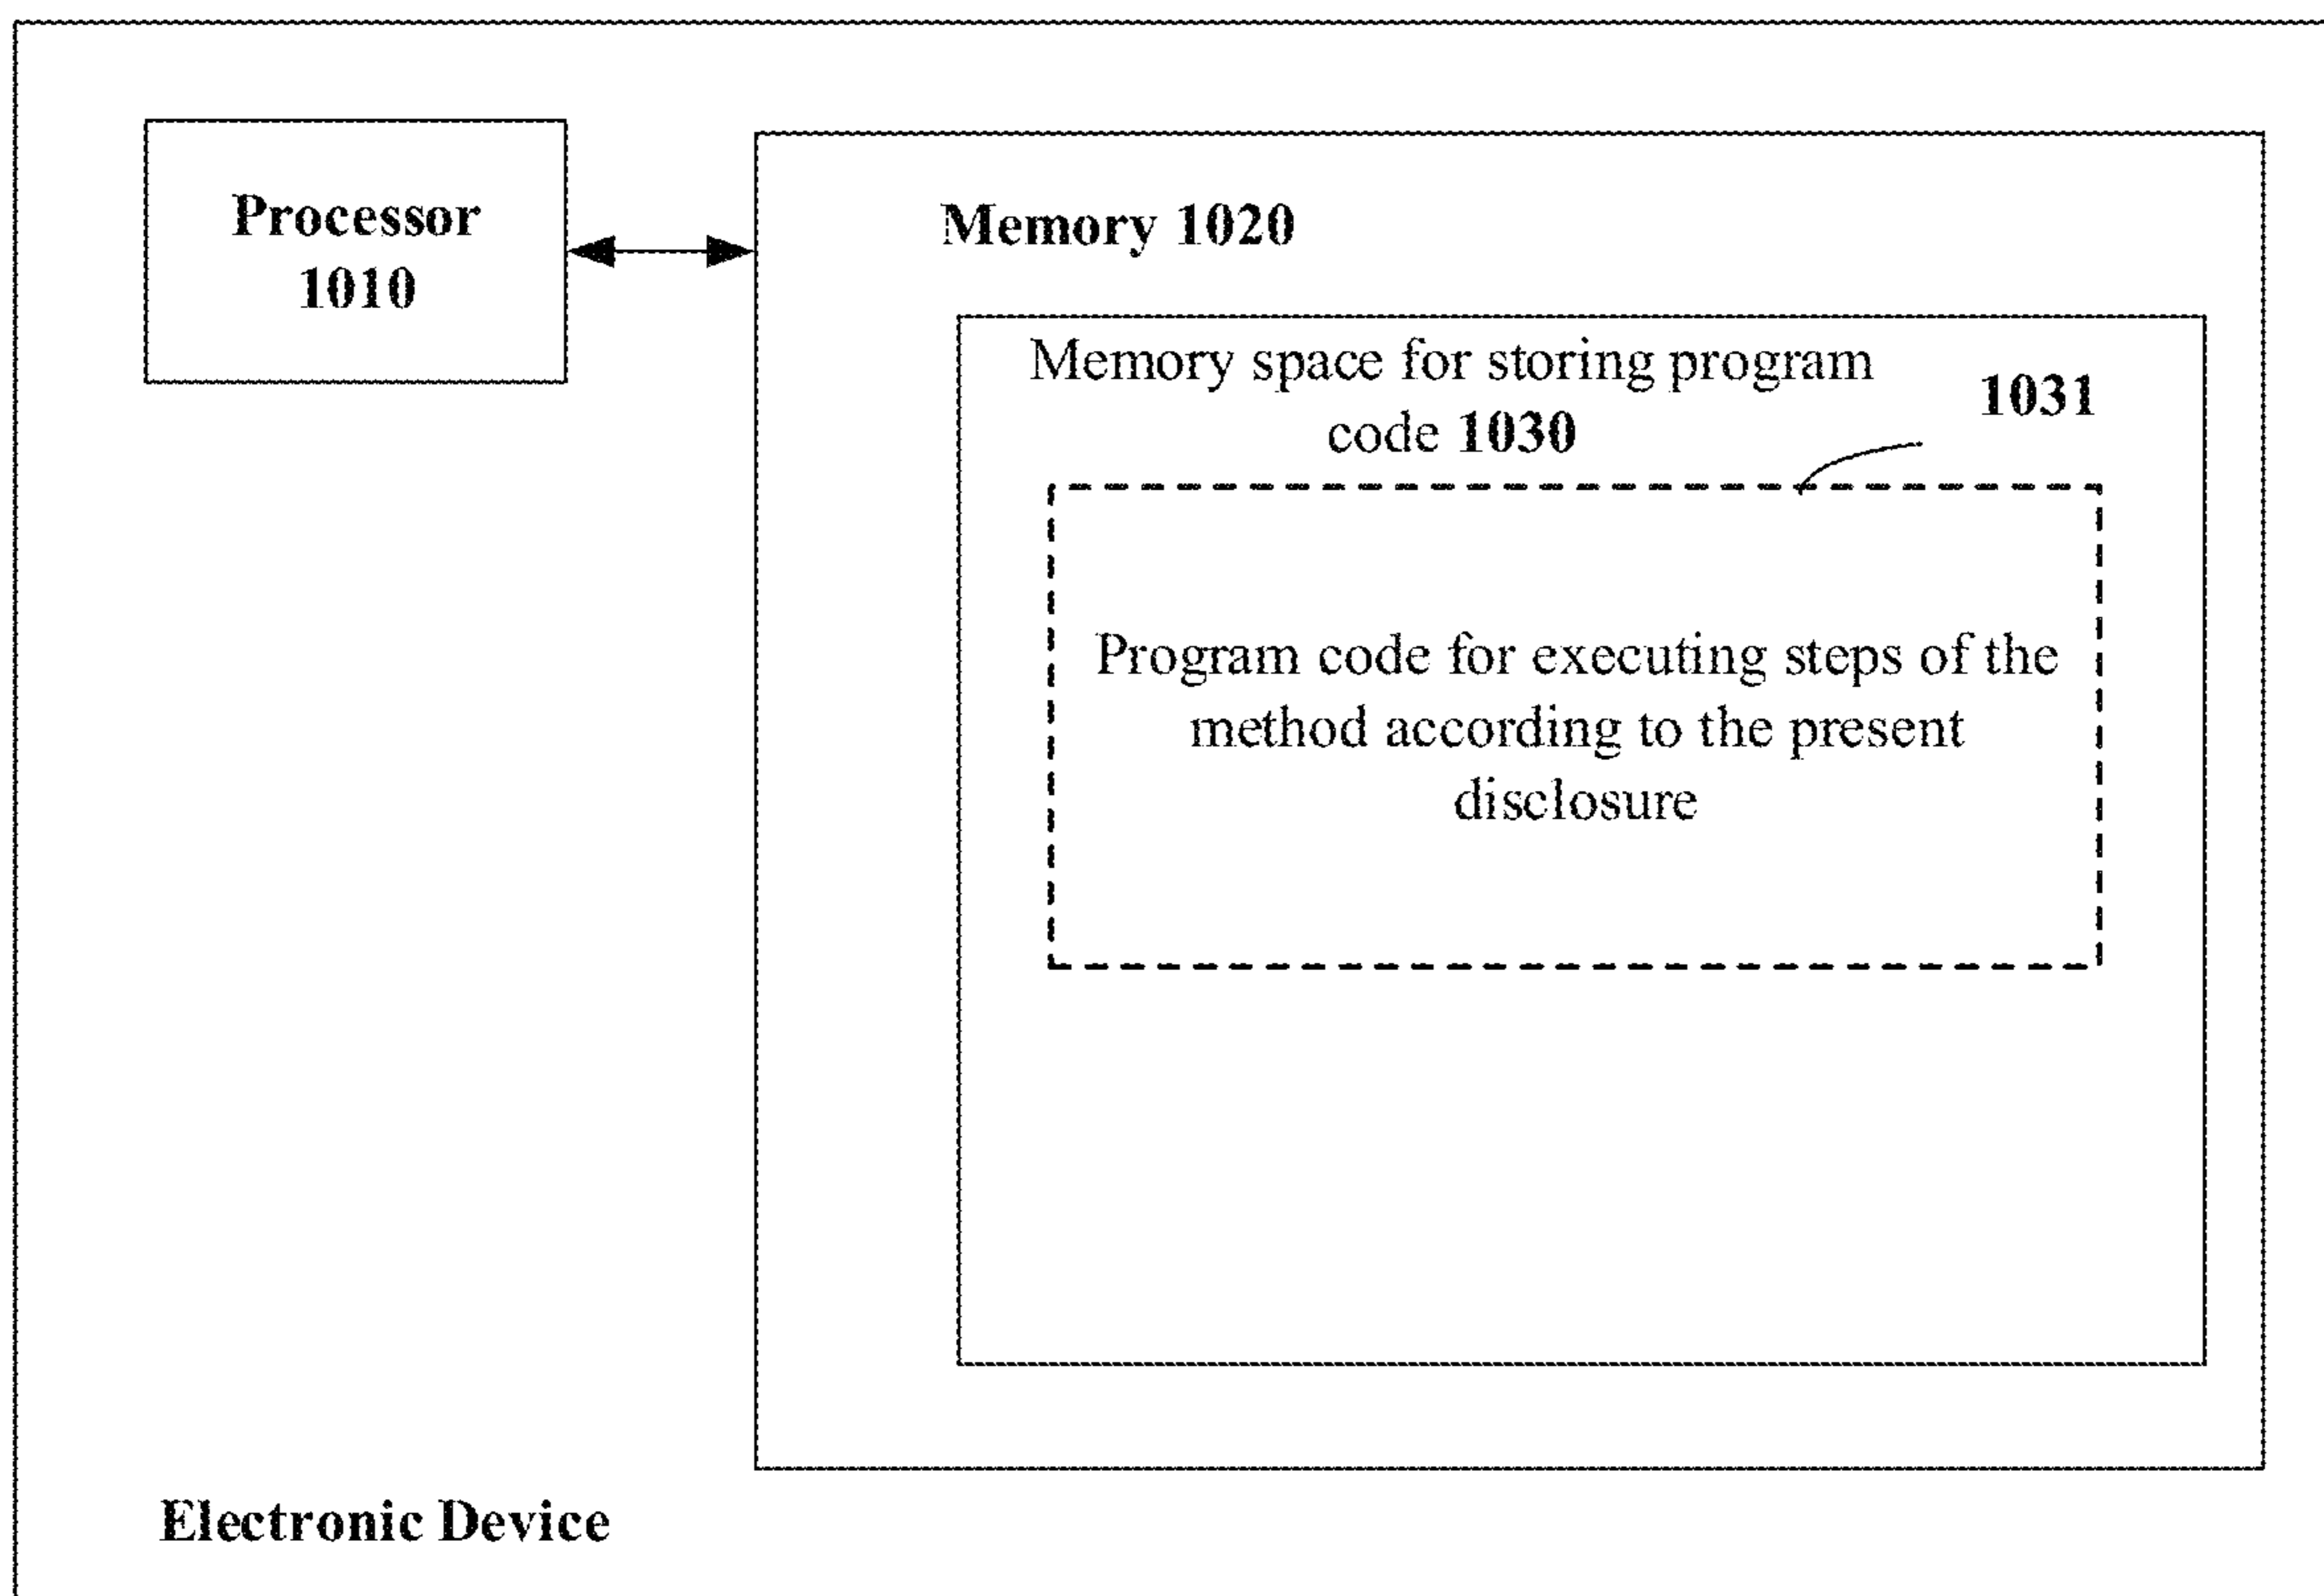 Processor
1010
Memory 1020
Memory space for storing program
code 1030
1031
Program code for executing steps of the
method according to the present
disclosure
Electronic Device